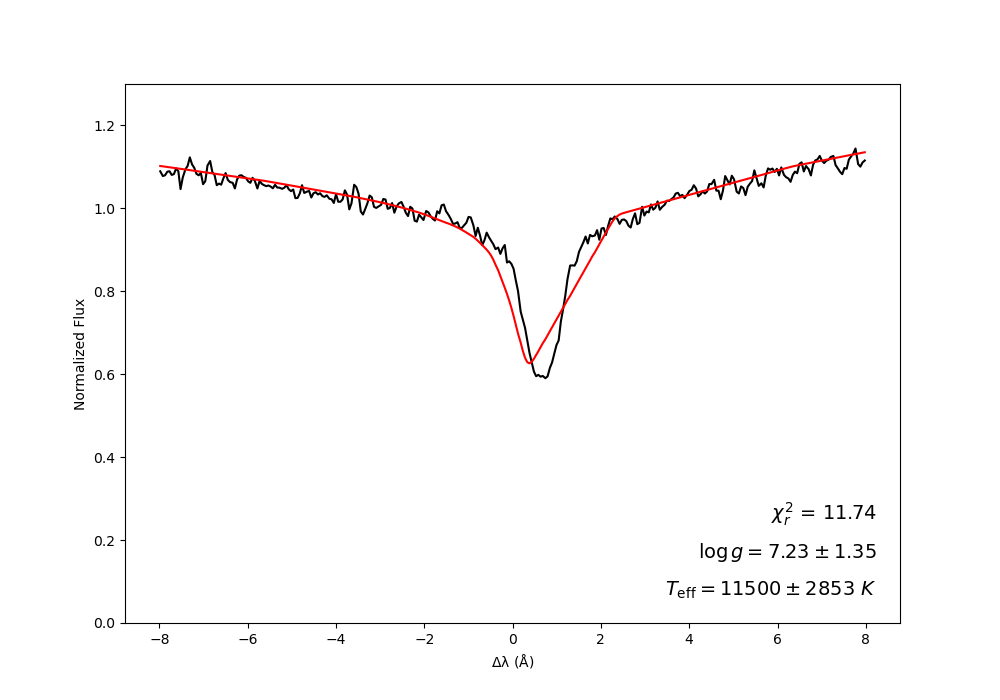 1.2
1.0
0.8
0.6
0.4
0.2
0.0
Normalized Flux
χ²ᵣ = 11.74
log g = 7.23 ± 1.35
T_eff = 11500 ± 2853 K
−8 −6 −4 −2 0 2 4 6 8
Δλ (Å)